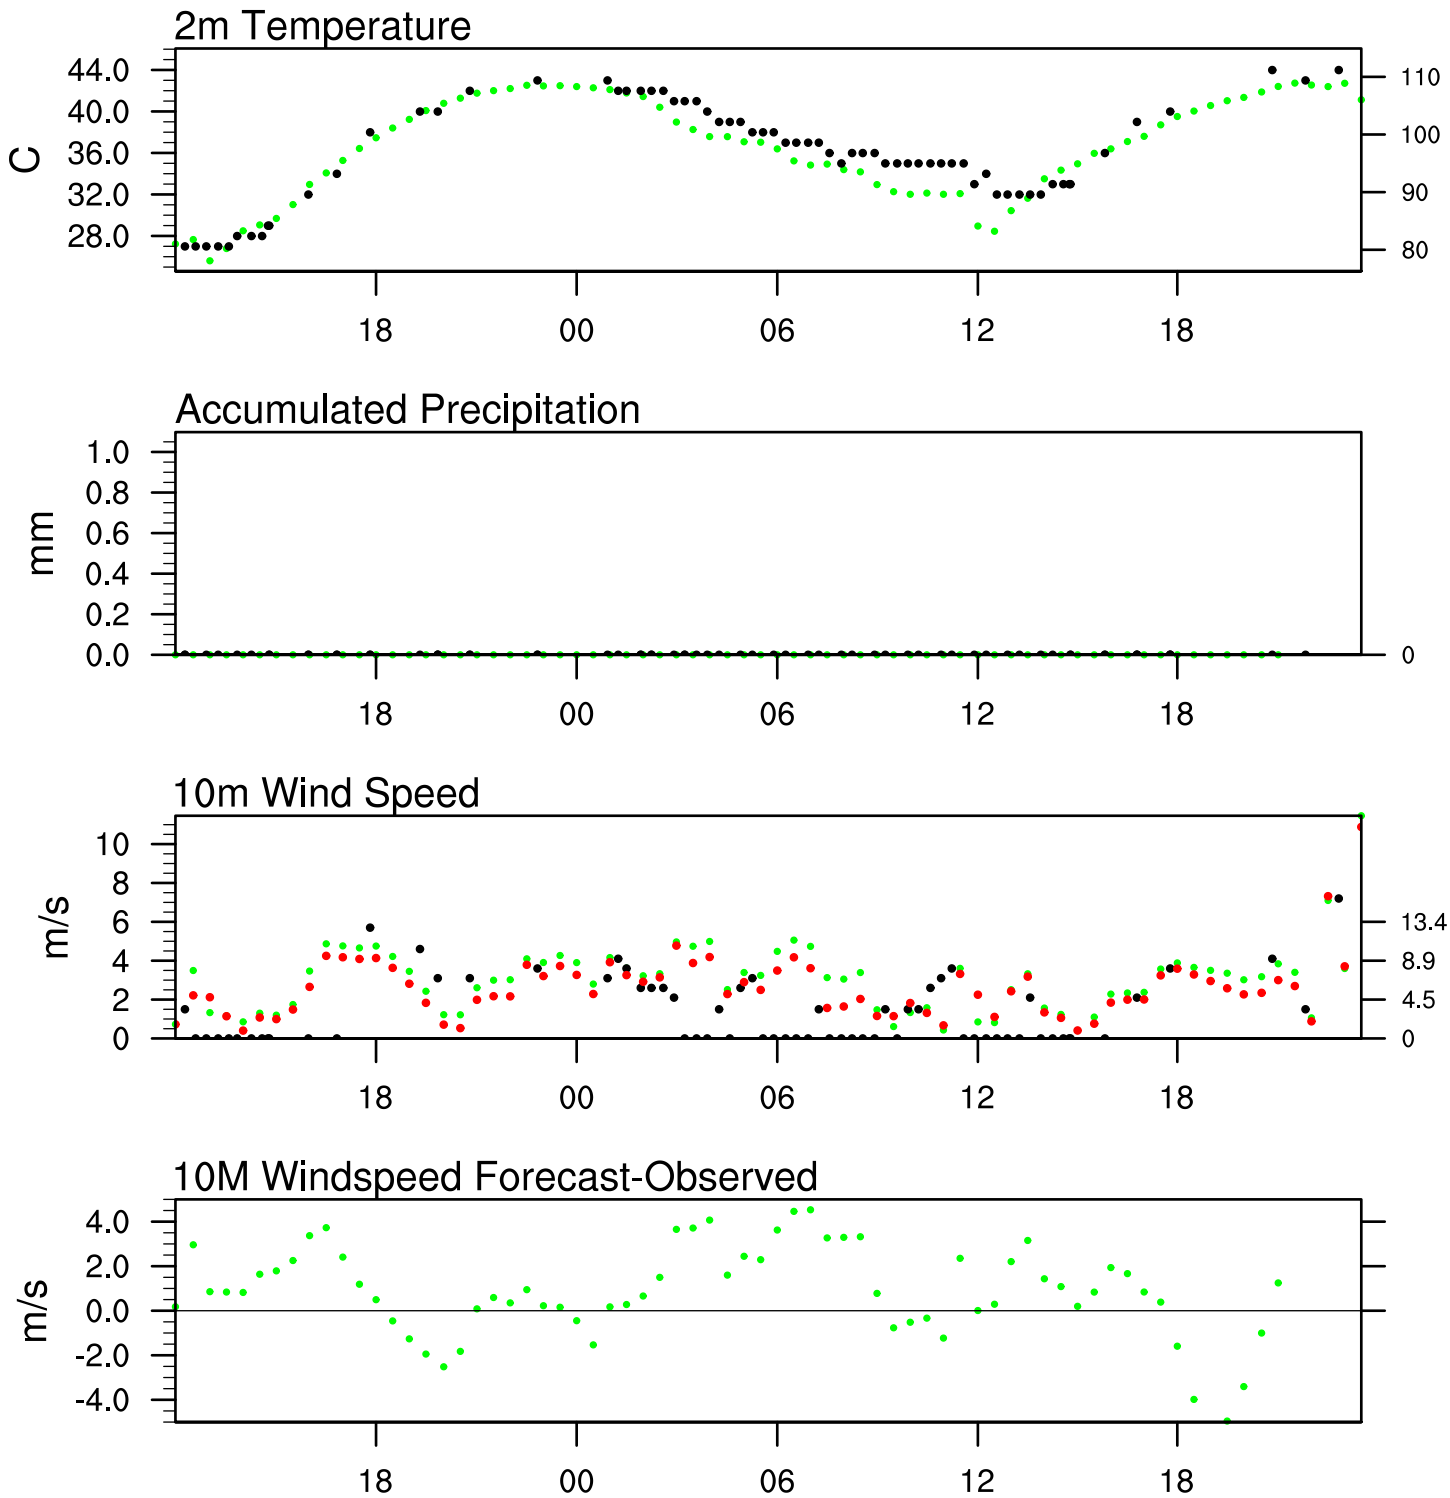 2m Temperature
44.0 110
40.0
36.0 100
32.0 90
28.0 80
C
18 00 06 12 18
Accumulated Precipitation
1.0
0.8
0.6
0.4
0.2
0.0 0
mm
18 00 06 12 18
10m Wind Speed
10
8
6 13.4
4 8.9
2 4.5
0 0
m/s
18 00 06 12 18
10M Windspeed Forecast-Observed
4.0
2.0
0.0
-2.0
-4.0
m/s
18 00 06 12 18